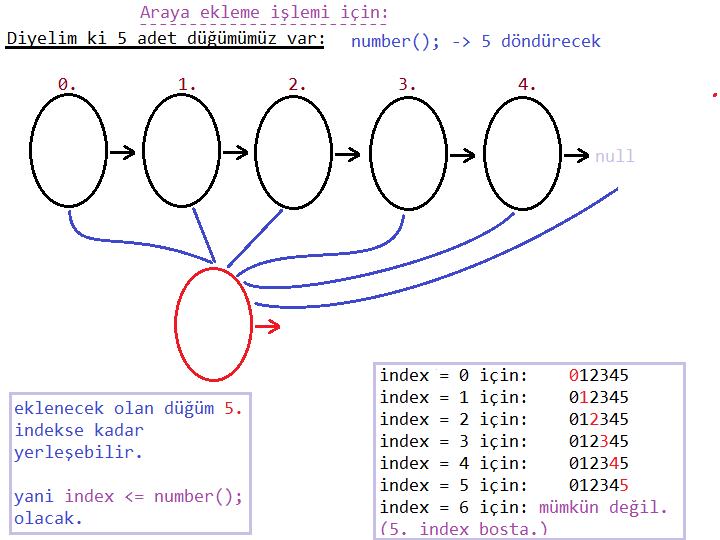 Araya ekleme işlemi için:
Diyelim ki 5 adet düğümümüz var: number(); -> 5 döndürecek
0. 1. 2. 3. 4.
null
eklenecek olan düğüm 5.
indekse kadar
yerleşebilir.
yani index <= number();
olacak.
index = 0 için: 012345
index = 1 için: 012345
index = 2 için: 012345
index = 3 için: 012345
index = 4 için: 012345
index = 5 için: 012345
index = 6 için: mümkün değil.
(5. index bosta.)